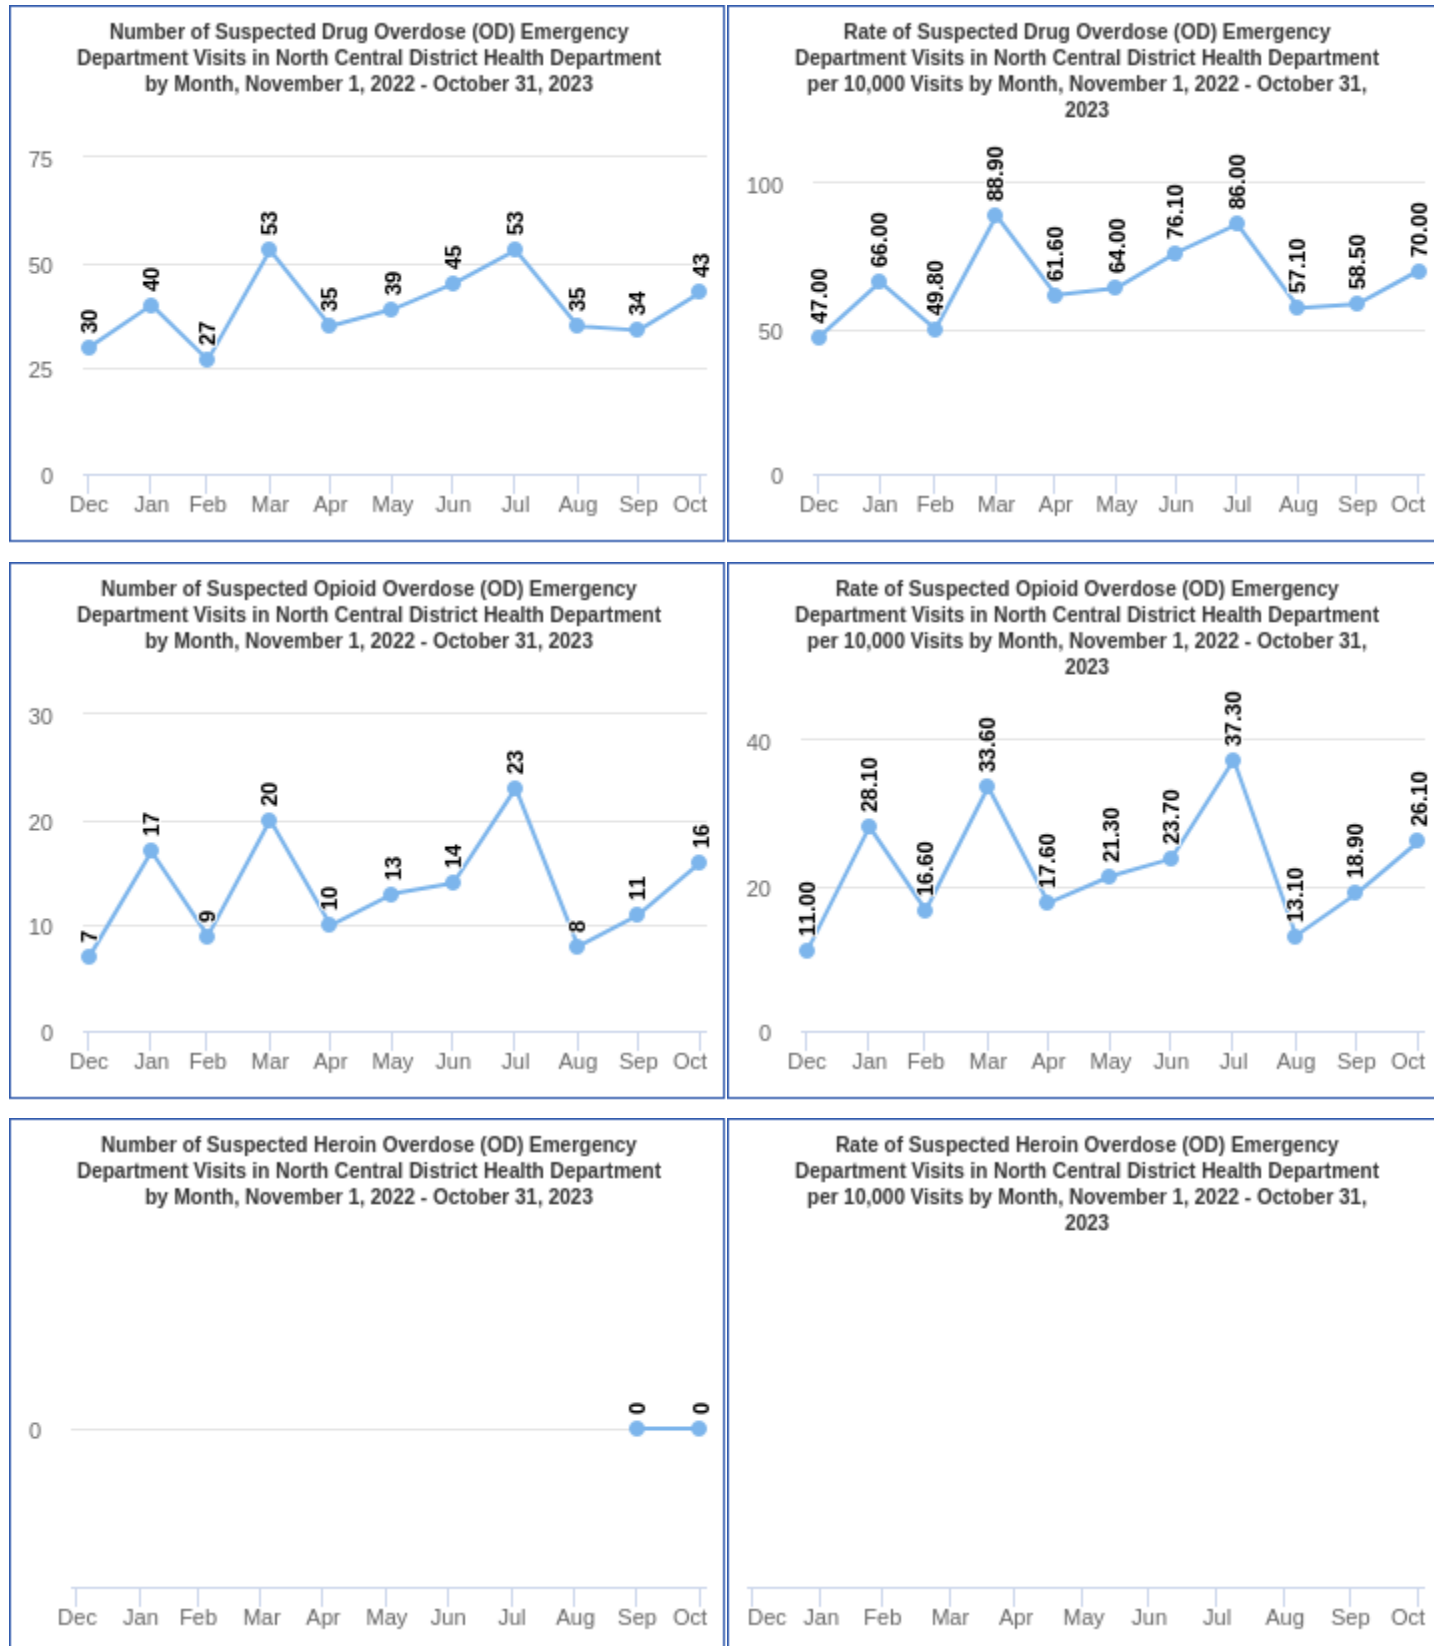 Number of Suspected Drug Overdose (OD) Emergency
Department Visits in North Central District Health Department
by Month, November 1, 2022 - October 31, 2023
75
50
25
0
30
40
27
53
35
39
45
53
35
34
43
Dec Jan Feb Mar Apr May Jun Jul Aug Sep Oct
Rate of Suspected Drug Overdose (OD) Emergency
Department Visits in North Central District Health Department
per 10,000 Visits by Month, November 1, 2022 - October 31,
2023
100
50
0
47.00
66.00
49.80
88.90
61.60
64.00
76.10
86.00
57.10
58.50
70.00
Dec Jan Feb Mar Apr May Jun Jul Aug Sep Oct
Number of Suspected Opioid Overdose (OD) Emergency
Department Visits in North Central District Health Department
by Month, November 1, 2022 - October 31, 2023
30
20
10
0
7
17
9
20
10
13
14
23
8
11
16
Dec Jan Feb Mar Apr May Jun Jul Aug Sep Oct
Rate of Suspected Opioid Overdose (OD) Emergency
Department Visits in North Central District Health Department
per 10,000 Visits by Month, November 1, 2022 - October 31,
2023
40
20
0
11.00
28.10
16.60
33.60
17.60
21.30
23.70
37.30
13.10
18.90
26.10
Dec Jan Feb Mar Apr May Jun Jul Aug Sep Oct
Number of Suspected Heroin Overdose (OD) Emergency
Department Visits in North Central District Health Department
by Month, November 1, 2022 - October 31, 2023
0
0
0
Dec Jan Feb Mar Apr May Jun Jul Aug Sep Oct
Rate of Suspected Heroin Overdose (OD) Emergency
Department Visits in North Central District Health Department
per 10,000 Visits by Month, November 1, 2022 - October 31,
2023
Dec Jan Feb Mar Apr May Jun Jul Aug Sep Oct